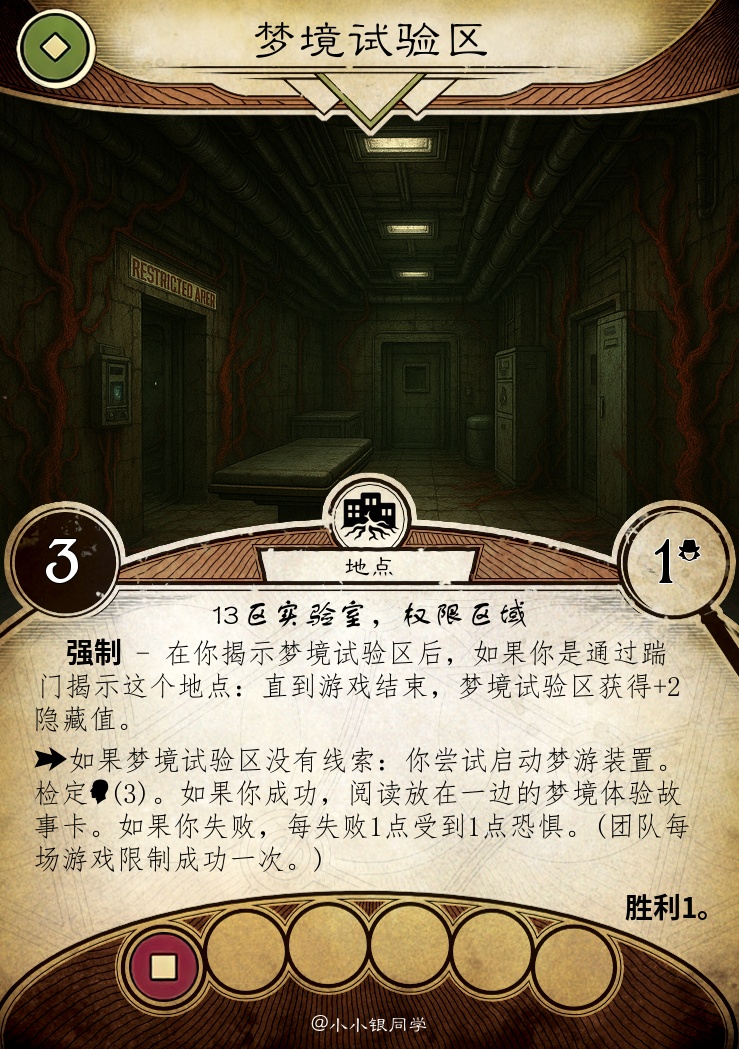 梦境试验区
RESTRICTED AREA
3
1
地点
13区实验室，权限区域
强制 – 在你揭示梦境试验区后，如果你是通过踹
门揭示这个地点：直到游戏结束，梦境试验区获得+2
隐藏值。
如果梦境试验区没有线索：你尝试启动梦游装置。
检定(3)。如果你成功，阅读放在一边的梦境体验故
事卡。如果你失败，每失败1点受到1点恐惧。(团队每
场游戏限制成功一次。)
胜利1。
@小小银同学